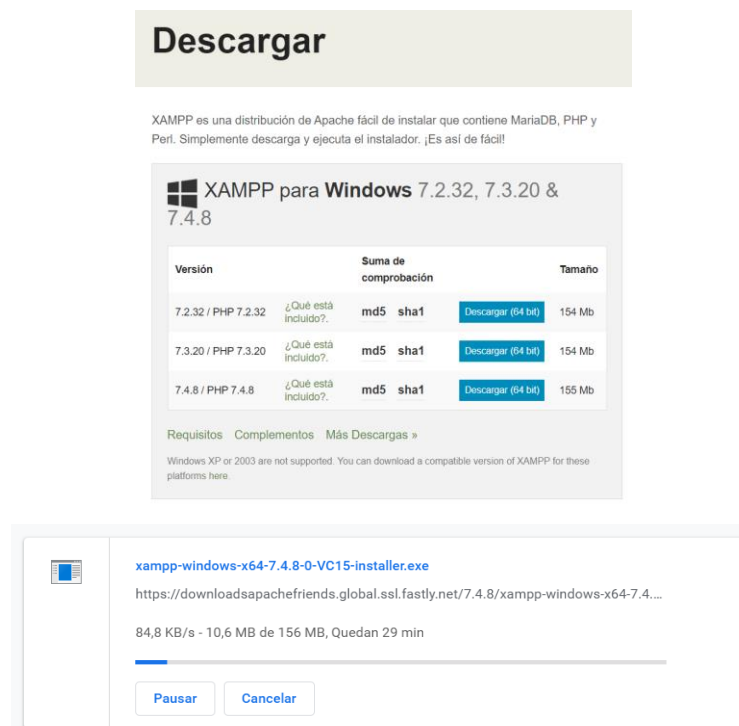 Descargar
XAMPP es una distribución de Apache fácil de instalar que contiene MariaDB, PHP y
Perl. Simplemente descarga y ejecuta el instalador. ¡Es así de fácil!
XAMPP para Windows 7.2.32, 7.3.20 &
7.4.8
Versión Suma de comprobación Tamaño
7.2.32 / PHP 7.2.32 ¿Qué está incluido?. md5 sha1 Descargar (64 bit) 154 Mb
7.3.20 / PHP 7.3.20 ¿Qué está incluido?. md5 sha1 Descargar (64 bit) 154 Mb
7.4.8 / PHP 7.4.8 ¿Qué está incluido?. md5 sha1 Descargar (64 bit) 155 Mb
Requisitos Complementos Más Descargas »
Windows XP or 2003 are not supported. You can download a compatible version of XAMPP for these
platforms here.
xampp-windows-x64-7.4.8-0-VC15-installer.exe
https://downloadsapachefriends.global.ssl.fastly.net/7.4.8/xampp-windows-x64-7.4....
84,8 KB/s - 10,6 MB de 156 MB, Quedan 29 min
Pausar Cancelar